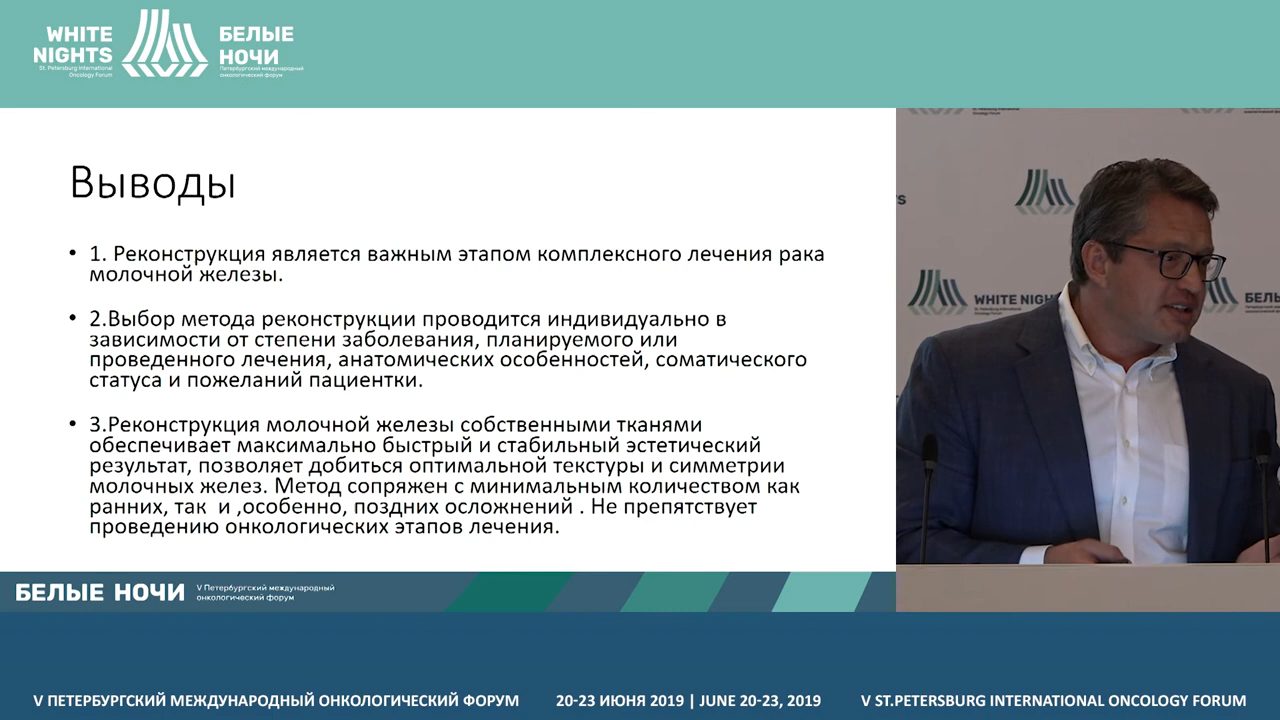 WHITE
NIGHTS
St. Petersburg International
Oncology Forum
БЕЛЫЕ
НОЧИ
Петербургский международный
онкологический форум
Выводы
• 1. Реконструкция является важным этапом комплексного лечения рака
молочной железы.
• 2.Выбор метода реконструкции проводится индивидуально в
зависимости от степени заболевания, планируемого или
проведенного лечения, анатомических особенностей, соматического
статуса и пожеланий пациентки.
• 3.Реконструкция молочной железы собственными тканями
обеспечивает максимально быстрый и стабильный эстетический
результат, позволяет добиться оптимальной текстуры и симметрии
молочных желез. Метод сопряжен с минимальным количеством как
ранних, так и ,особенно, поздних осложнений . Не препятствует
проведению онкологических этапов лечения.
WHITE NIGH
БЕЛЫ
БЕЛЫЕ НОЧИ
V Петербургский международный
онкологический форум
V ПЕТЕРБУРГСКИЙ МЕЖДУНАРОДНЫЙ ОНКОЛОГИЧЕСКИЙ ФОРУМ
20-23 ИЮНЯ 2019 | JUNE 20-23, 2019
V ST.PETERSBURG INTERNATIONAL ONCOLOGY FORUM